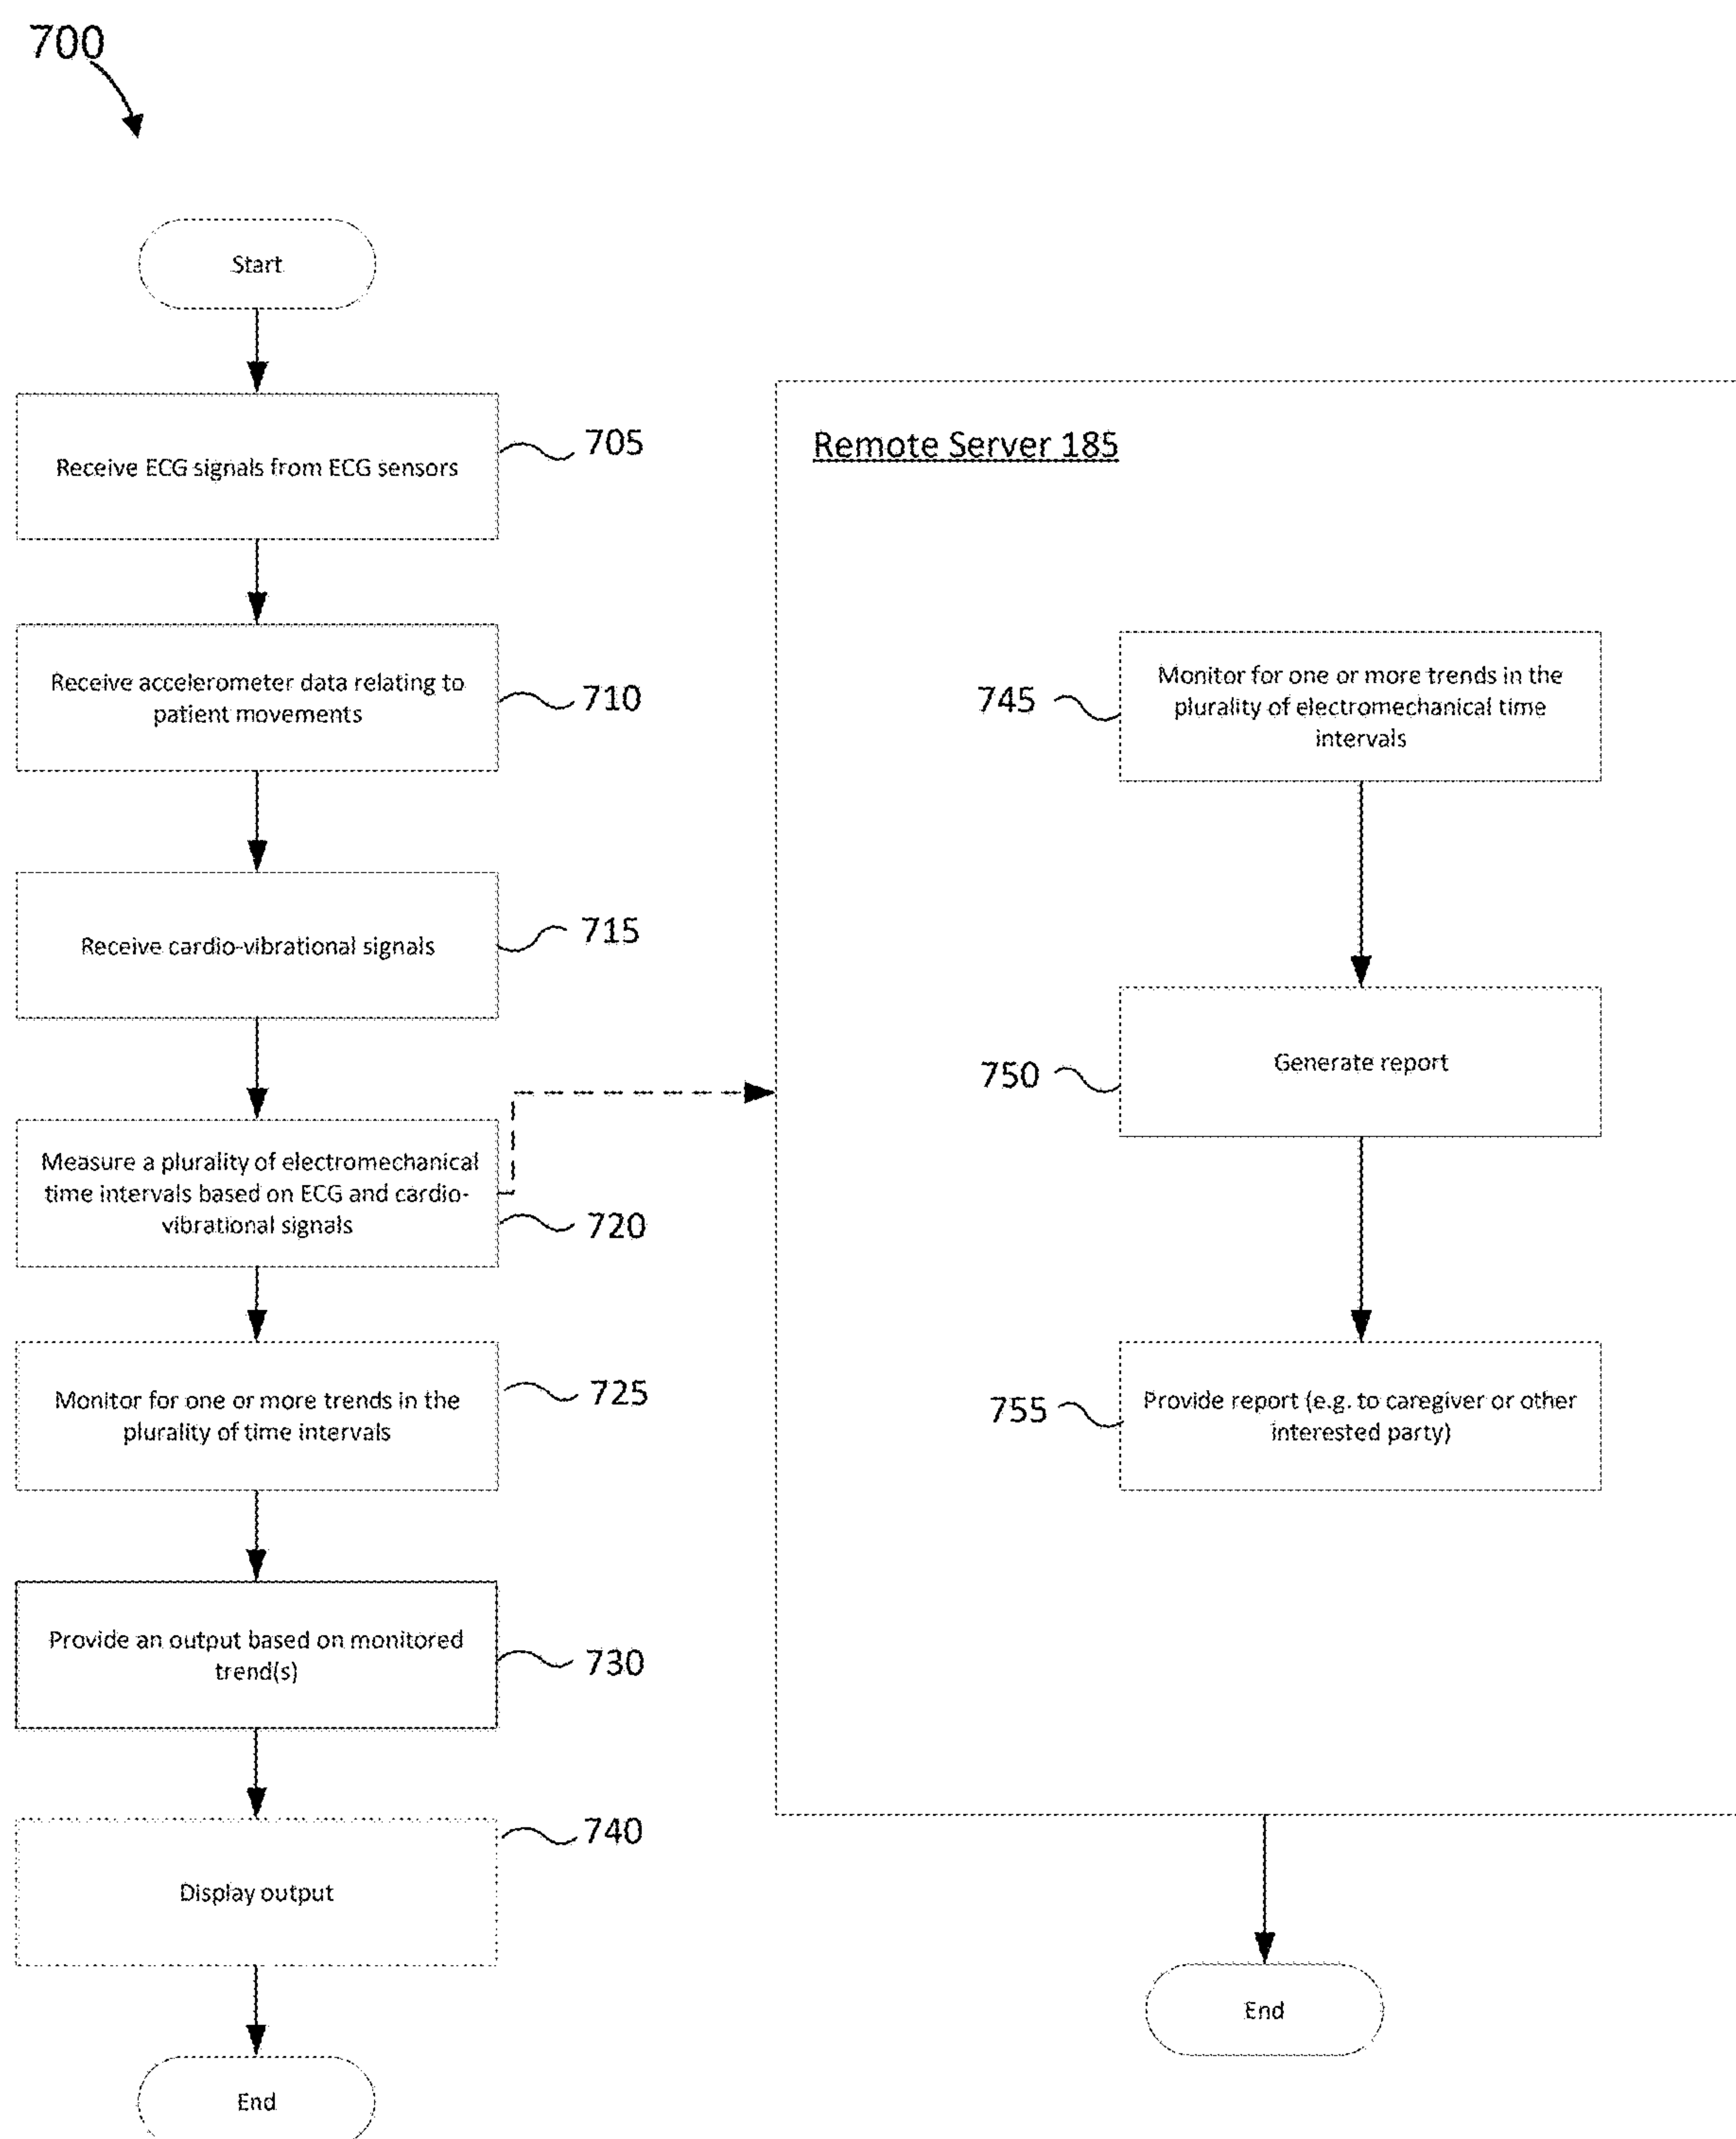 700
Start
Receive ECG signals from ECG sensors
705
Receive accelerometer data relating to
patient movements
710
Receive cardio-vibrational signals
715
Measure a plurality of electromechanical
time intervals based on ECG and cardio-
vibrational signals
720
Monitor for one or more trends in the
plurality of time intervals
725
Provide an output based on monitored
trend(s)
730
Display output
740
End
Remote Server 185
Monitor for one or more trends in the
plurality of electromechanical time
intervals
745
Generate report
750
Provide report (e.g. to caregiver or other
interested party)
755
End